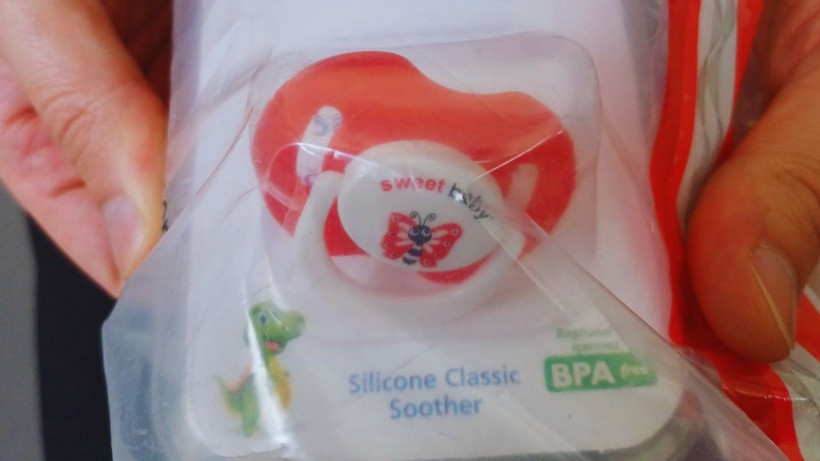 sweet baby
Silicone Classic
Soother
BPA free